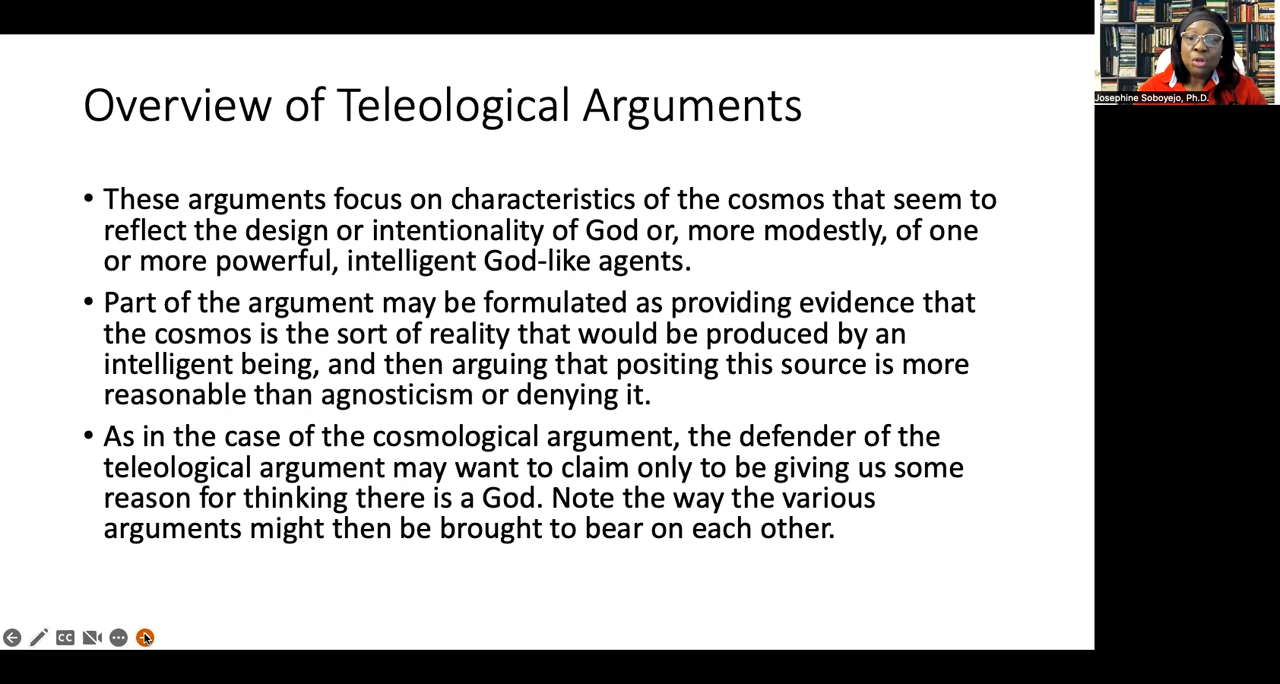 Overview of Teleological Arguments
• These arguments focus on characteristics of the cosmos that seem to
reflect the design or intentionality of God or, more modestly, of one
or more powerful, intelligent God-like agents.
• Part of the argument may be formulated as providing evidence that
the cosmos is the sort of reality that would be produced by an
intelligent being, and then arguing that positing this source is more
reasonable than agnosticism or denying it.
• As in the case of the cosmological argument, the defender of the
teleological argument may want to claim only to be giving us some
reason for thinking there is a God. Note the way the various
arguments might then be brought to bear on each other.
Josephine Soboyejo, Ph.D.
CC